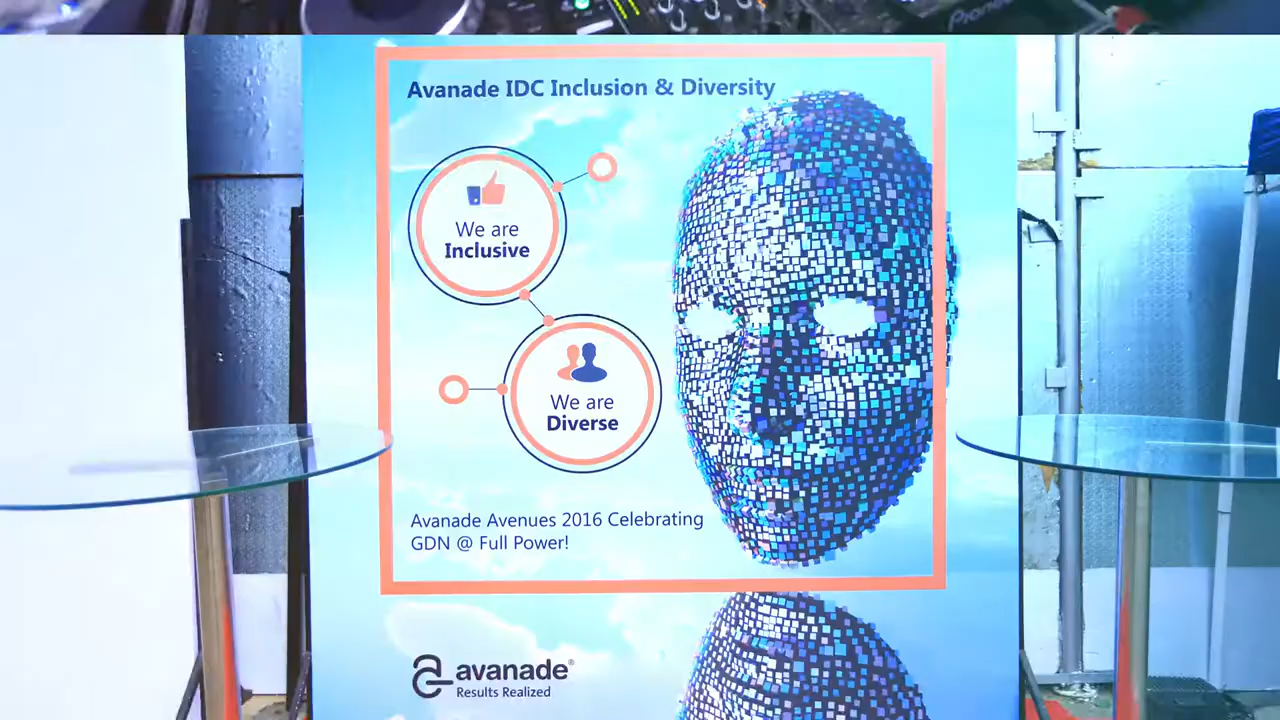 Pioneer
Avanade IDC Inclusion & Diversity
We are
Inclusive
We are
Diverse
Avanade Avenues 2016 Celebrating
GDN @ Full Power!
avanade®
Results Realized